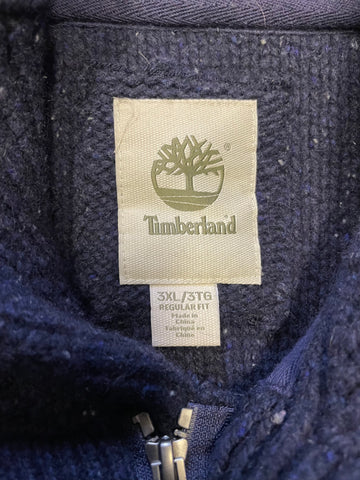 Timberland
3XL/3TG
REGULAR FIT
Made in
China
Fabriqué en
Chine